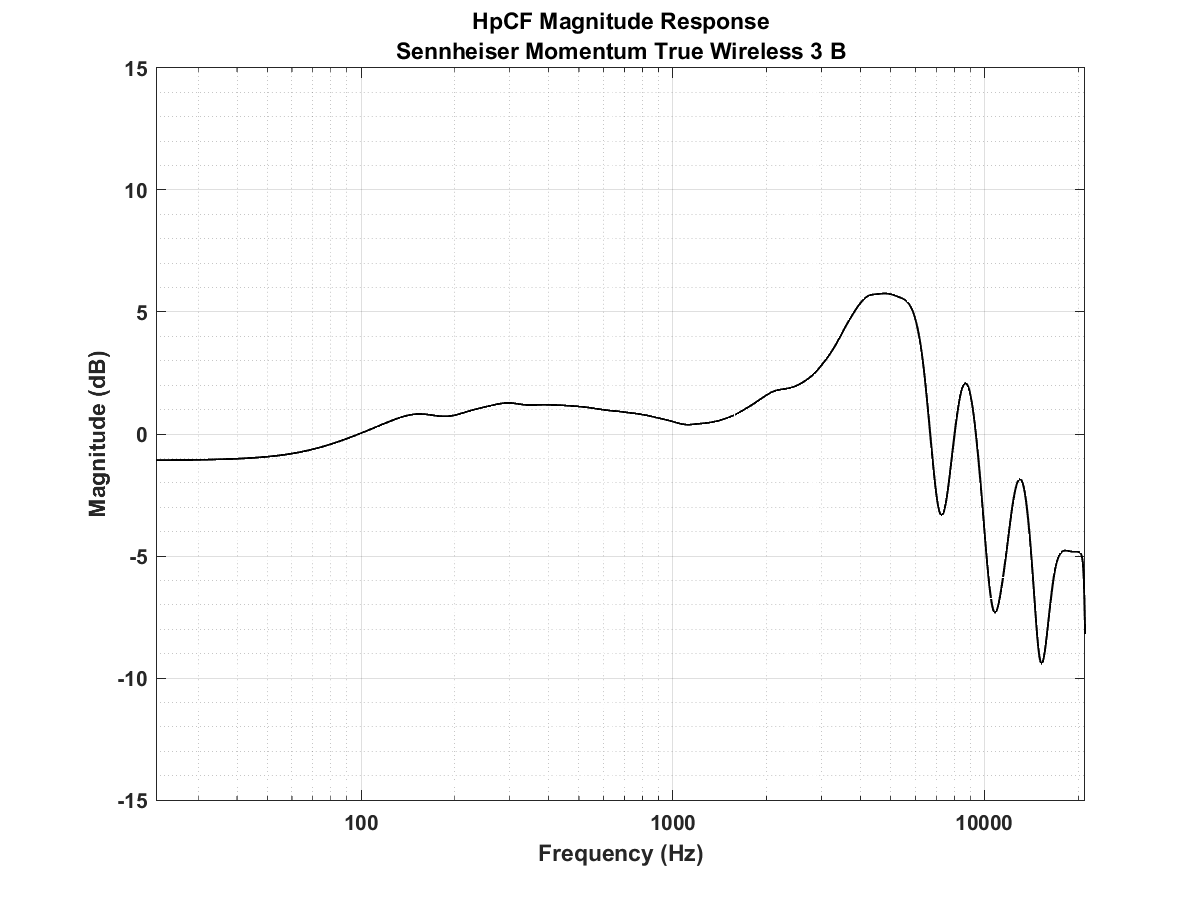 HpCF Magnitude Response
Sennheiser Momentum True Wireless 3 B
15
10
5
0
-5
-10
-15
Magnitude (dB)
100
1000
10000
Frequency (Hz)